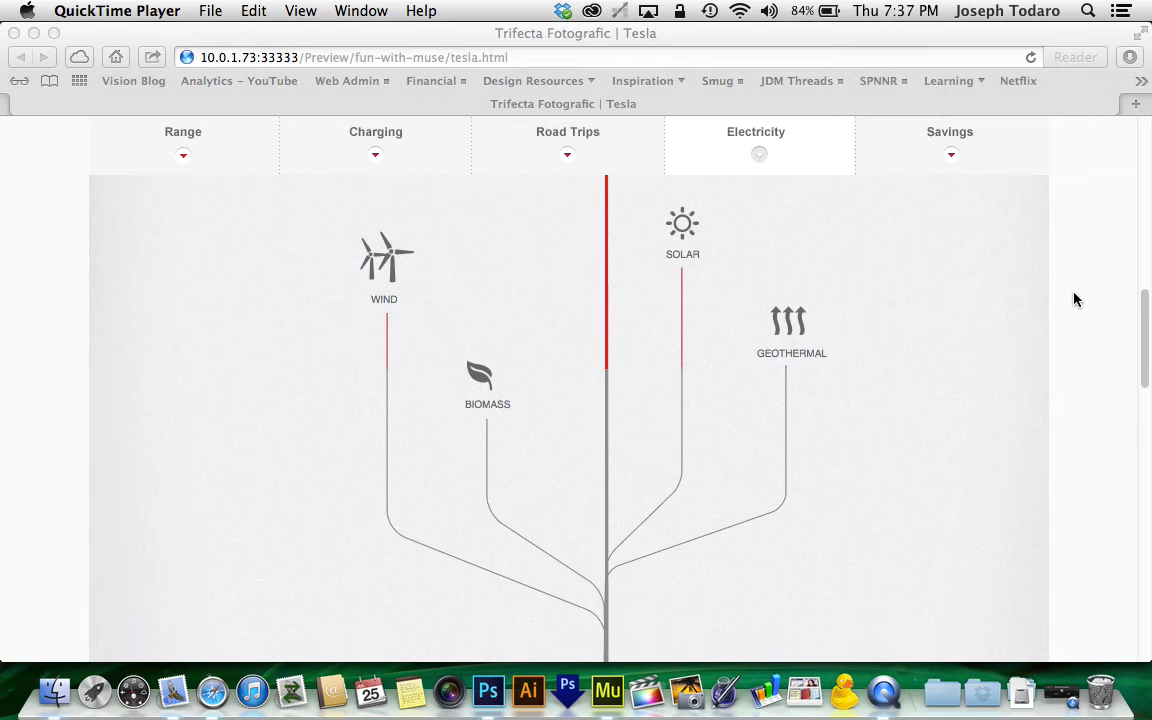 QuickTime Player File Edit View Window Help 84% Thu 7:37 PM Joseph Todaro
Trifecta Fotografic | Tesla
10.0.1.73:33333/Preview/fun-with-muse/tesla.html Reader
Vision Blog Analytics - YouTube Web Admin Financial Design Resources Inspiration Smug JDM Threads SPNNR Learning Netflix
Trifecta Fotografic | Tesla
Range Charging Road Trips Electricity Savings
SOLAR
WIND
GEOTHERMAL
BIOMASS
25 Ps Ai Ps Mu